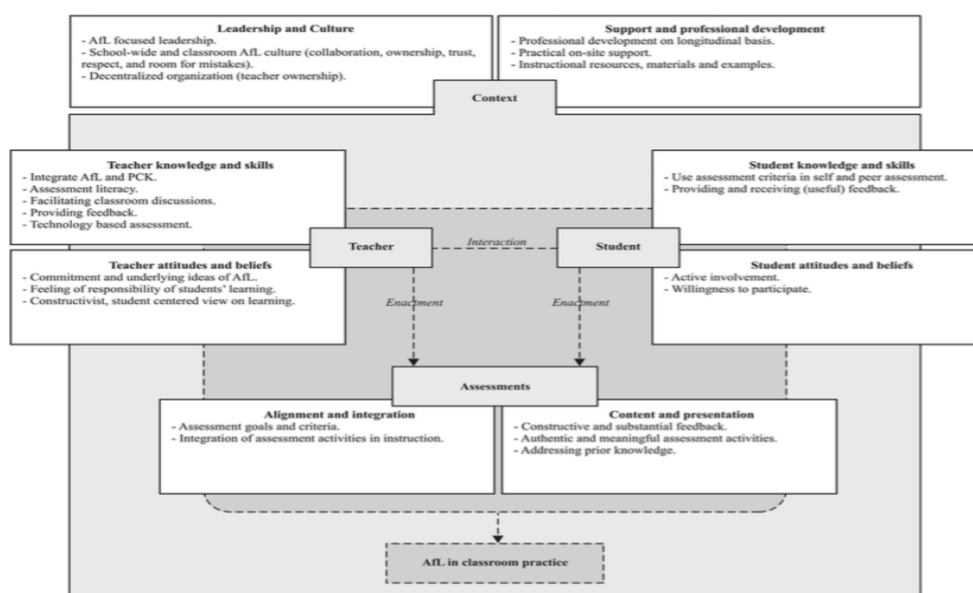 Leadership and Culture
- AfL focused leadership.
- School-wide and classroom AfL culture (collaboration, ownership, trust,
respect, and room for mistakes).
- Decentralized organization (teacher ownership).
Support and professional development
- Professional development on longitudinal basis.
- Practical on-site support.
- Instructional resources, materials and examples.
Context
Teacher knowledge and skills
- Integrate AfL and PCK.
- Assessment literacy.
- Facilitating classroom discussions.
- Providing feedback.
- Technology based assessment.
Student knowledge and skills
- Use assessment criteria in self and peer assessment.
- Providing and receiving (useful) feedback.
Teacher
Interaction
Student
Teacher attitudes and beliefs
- Commitment and underlying ideas of AfL.
- Feeling of responsibility of students' learning.
- Constructivist, student centered view on learning.
Student attitudes and beliefs
- Active involvement.
- Willingness to participate.
Enactment
Enactment
Assessments
Alignment and integration
- Assessment goals and criteria.
- Integration of assessment activities in instruction.
Content and presentation
- Constructive and substantial feedback.
- Authentic and meaningful assessment activities.
- Addressing prior knowledge.
AfL in classroom practice